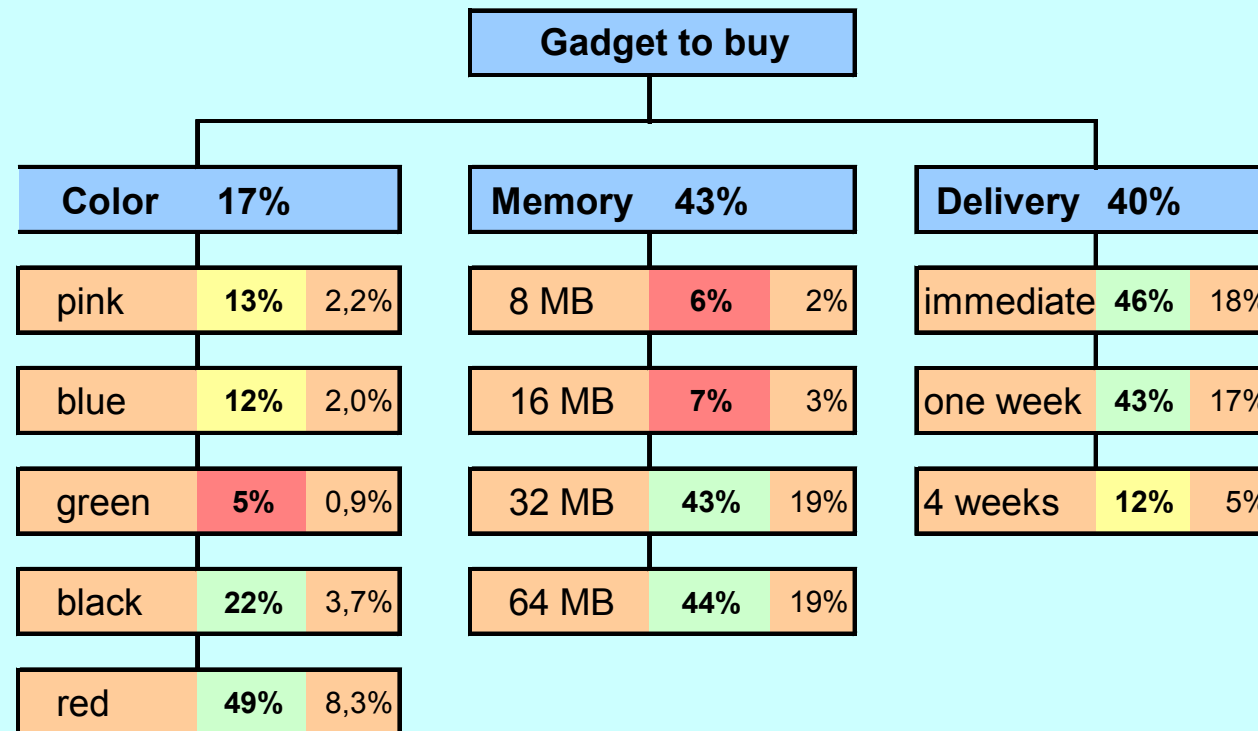 Gadget to buy
Color 17%
pink 13% 2,2%
blue 12% 2,0%
green 5% 0,9%
black 22% 3,7%
red 49% 8,3%
Memory 43%
8 MB 6% 2%
16 MB 7% 3%
32 MB 43% 19%
64 MB 44% 19%
Delivery 40%
immediate 46% 18%
one week 43% 17%
4 weeks 12% 5%